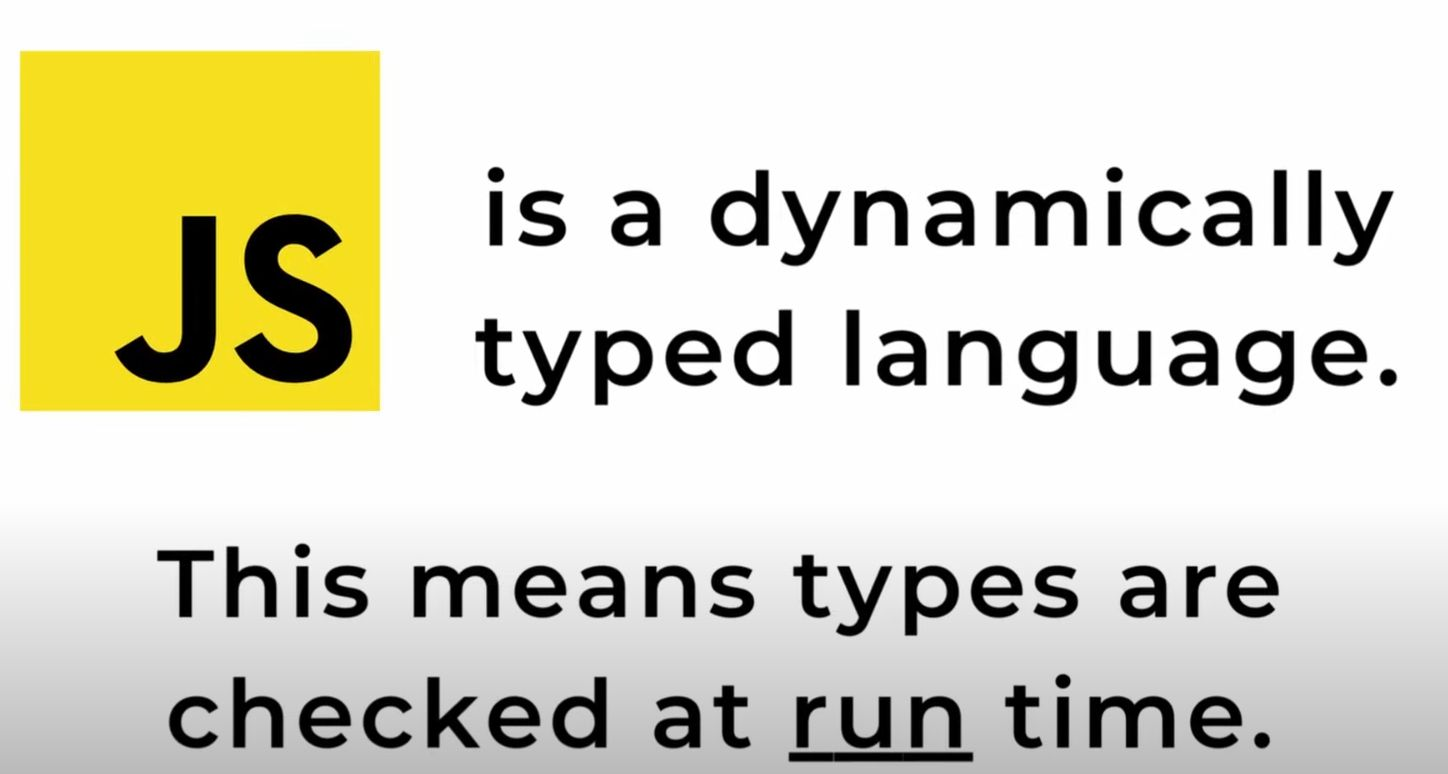 JS
is a dynamically
typed language.
This means types are
checked at run time.